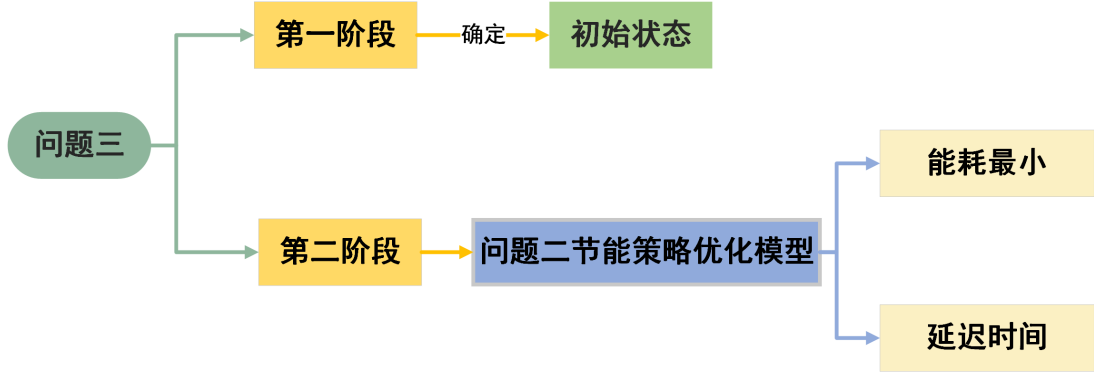 第一阶段
确定
初始状态
问题三
能耗最小
第二阶段
问题二节能策略优化模型
延迟时间